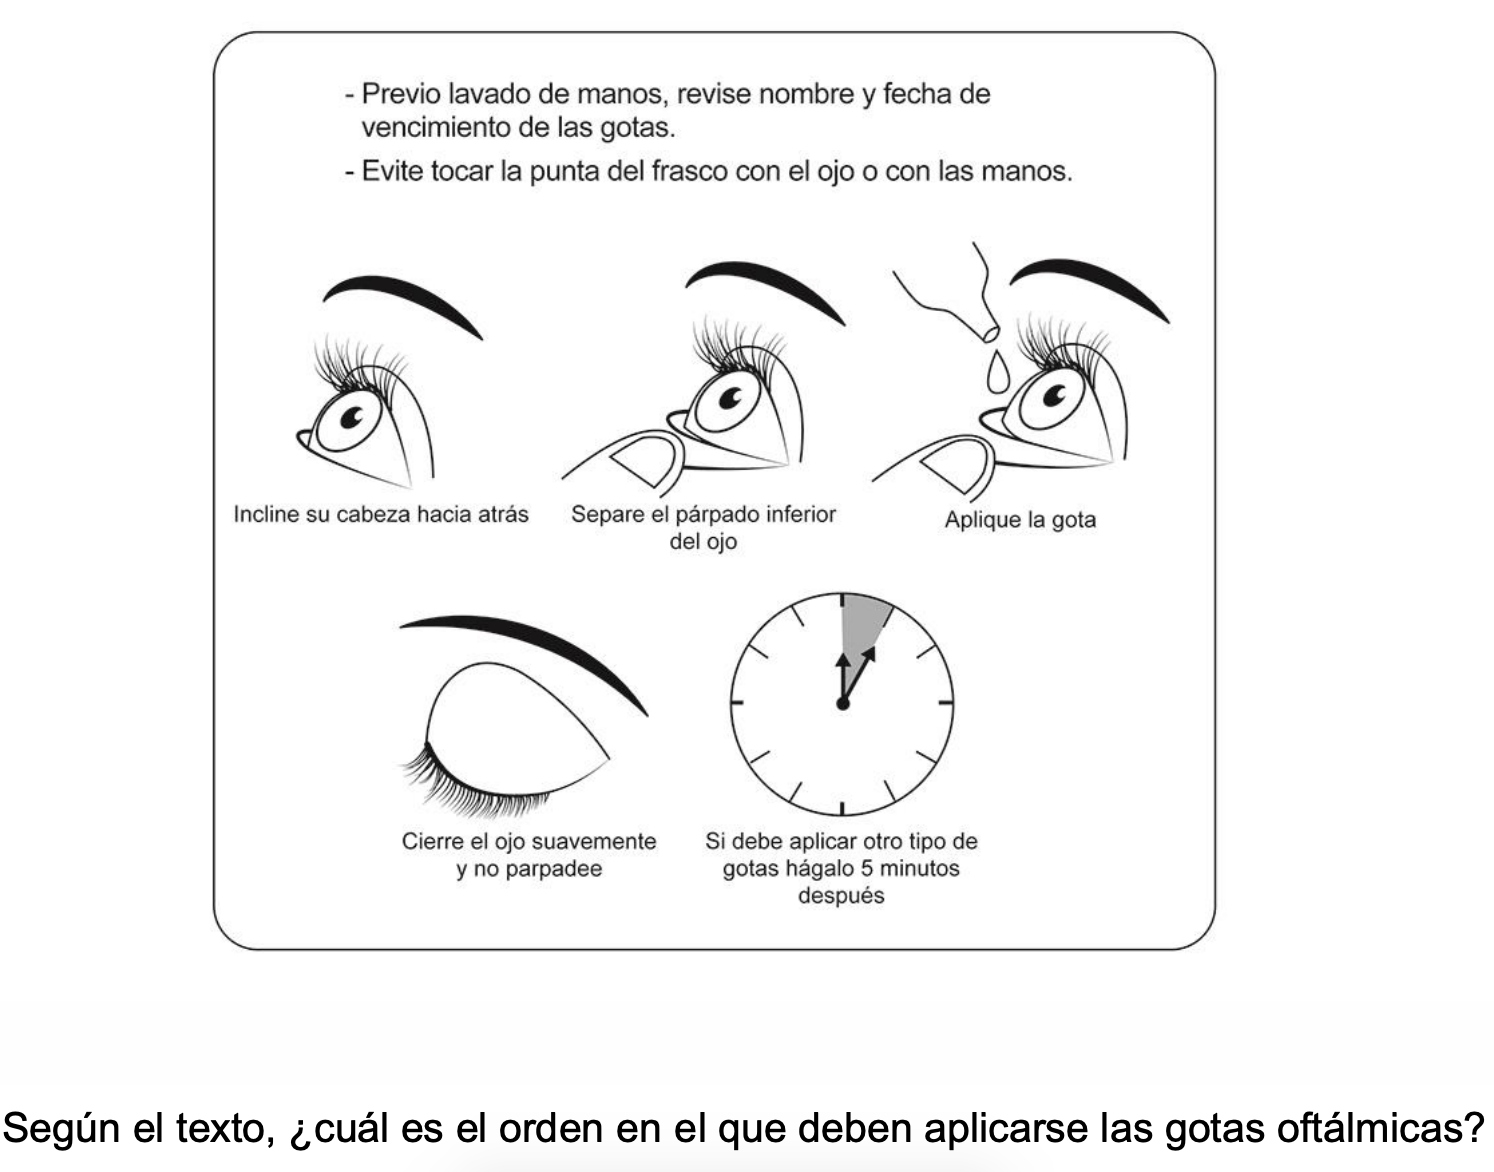 - Previo lavado de manos, revise nombre y fecha de
vencimiento de las gotas.
- Evite tocar la punta del frasco con el ojo o con las manos.
Incline su cabeza hacia atrás
Separe el párpado inferior
del ojo
Aplique la gota
Cierre el ojo suavemente
y no parpadee
Si debe aplicar otro tipo de
gotas hágalo 5 minutos
después
Según el texto, ¿cuál es el orden en el que deben aplicarse las gotas oftálmicas?